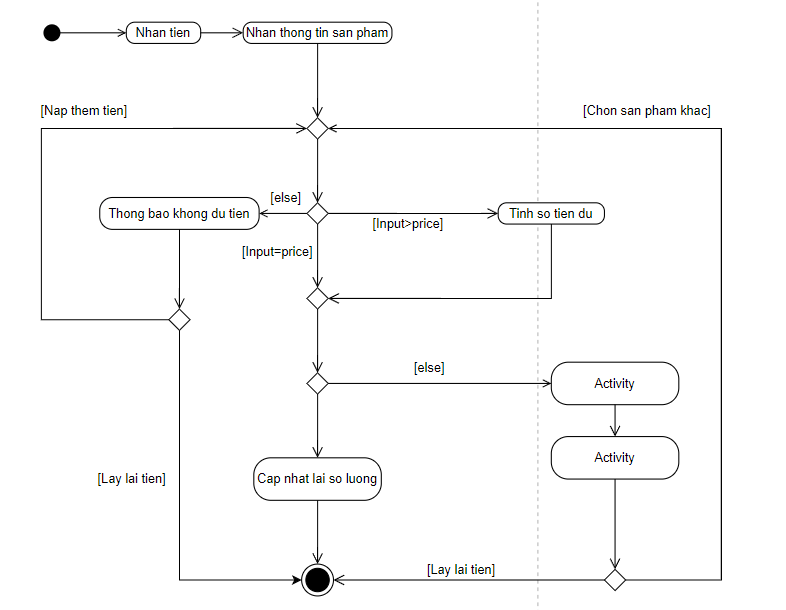 Nhan tien
Nhan thong tin san pham
[Nap them tien]
[Chon san pham khac]
[else]
Thong bao khong du tien
Tinh so tien du
[Input>price]
[Input=price]
[else]
Activity
Activity
[Lay lai tien]
Cap nhat lai so luong
[Lay lai tien]